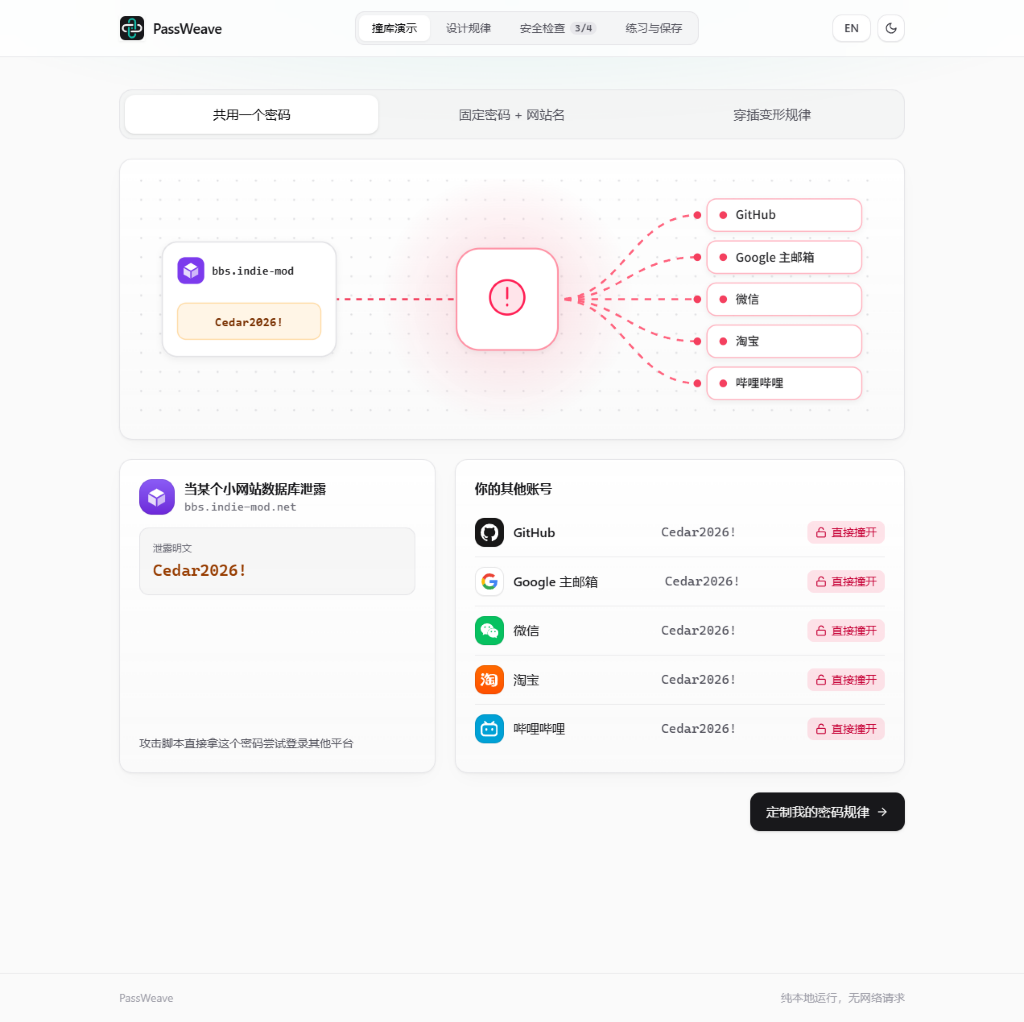 PassWeave
撞库演示
设计规律
安全检查 3/4
练习与保存
EN
共用一个密码
固定密码 + 网站名
穿插变形规律
bbs.indie-mod
Cedar2026!
GitHub
Google 主邮箱
微信
淘宝
哔哩哔哩
当某个小网站数据库泄露
bbs.indie-mod.net
泄露明文
Cedar2026!
攻击脚本直接拿这个密码尝试登录其他平台
你的其他账号
GitHub Cedar2026! 直接撞开
Google 主邮箱 Cedar2026! 直接撞开
微信 Cedar2026! 直接撞开
淘 淘宝 Cedar2026! 直接撞开
哔哩哔哩 Cedar2026! 直接撞开
定制我的密码规律 →
PassWeave
纯本地运行，无网络请求